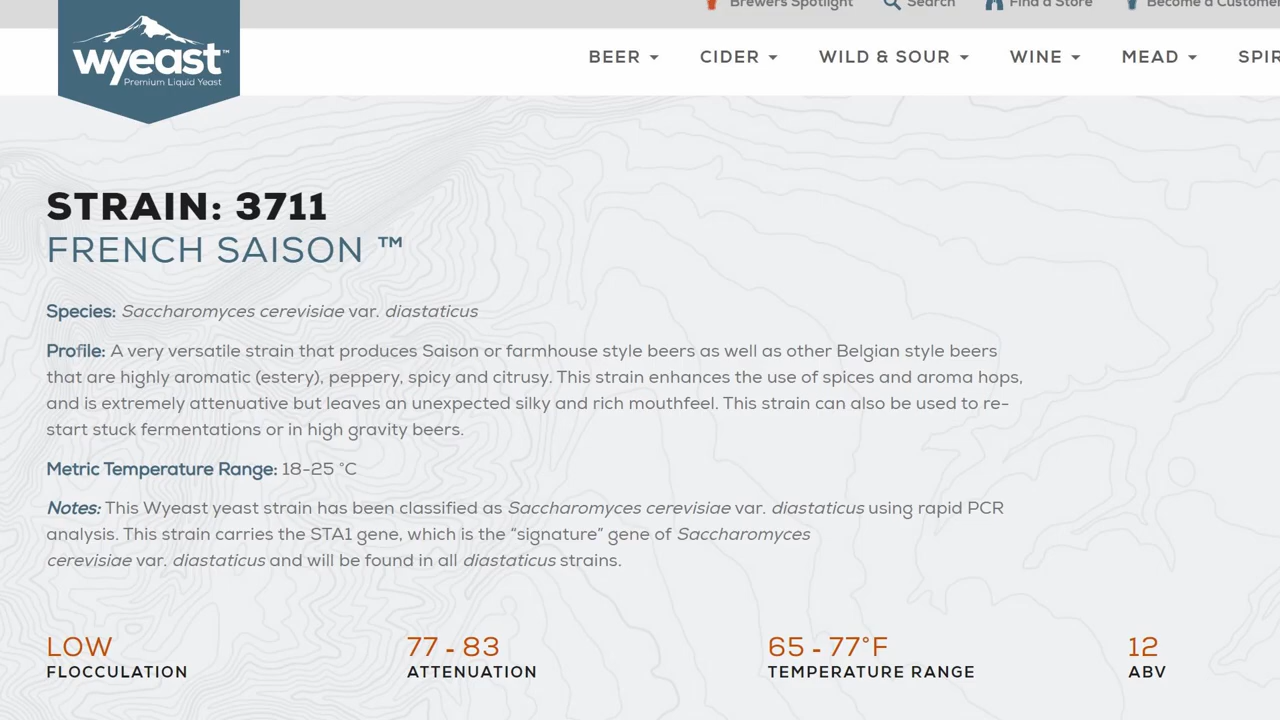 Brewers Spotlight Search Find a Store Become a Customer
wyeast™
Premium Liquid Yeast
BEER CIDER WILD & SOUR WINE MEAD SPIR
STRAIN: 3711
FRENCH SAISON ™
Species: Saccharomyces cerevisiae var. diastaticus
Profile: A very versatile strain that produces Saison or farmhouse style beers as well as other Belgian style beers
that are highly aromatic (estery), peppery, spicy and citrusy. This strain enhances the use of spices and aroma hops,
and is extremely attenuative but leaves an unexpected silky and rich mouthfeel. This strain can also be used to re-
start stuck fermentations or in high gravity beers.
Metric Temperature Range: 18-25 °C
Notes: This Wyeast yeast strain has been classified as Saccharomyces cerevisiae var. diastaticus using rapid PCR
analysis. This strain carries the STA1 gene, which is the “signature” gene of Saccharomyces
cerevisiae var. diastaticus and will be found in all diastaticus strains.
LOW 77 - 83 65 - 77°F 12
FLOCCULATION ATTENUATION TEMPERATURE RANGE ABV